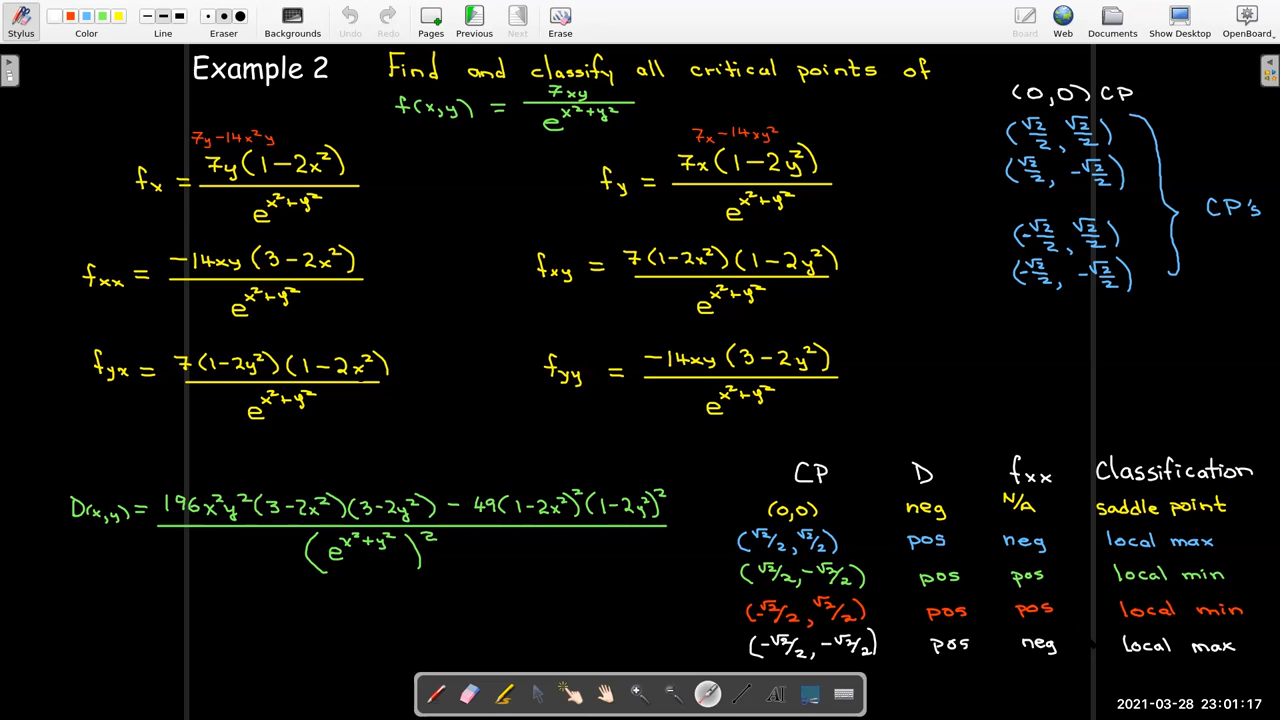 Stylus Color Line Eraser Backgrounds Undo Redo Pages Previous Next Erase Board Web Documents Show Desktop OpenBoard
Example 2 Find and classify all critical points of
f(x,y) = 7xy / e^(x²+y²)
(0,0) CP
(√2/2, √2/2)
(√2/2, -√2/2)
(-√2/2, √2/2)
(-√2/2, -√2/2)
CP's
7y-14x²y
fx = 7y(1-2x²) / e^(x²+y²)
7x-14xy²
fy = 7x(1-2y²) / e^(x²+y²)
fxx = -14xy(3-2x²) / e^(x²+y²)
fxy = 7(1-2x²)(1-2y²) / e^(x²+y²)
fyx = 7(1-2y²)(1-2x²) / e^(x²+y²)
fyy = -14xy(3-2y²) / e^(x²+y²)
D(x,y) = 196x²y²(3-2x²)(3-2y²) - 49(1-2x²)²(1-2y²)² / (e^(x²+y²))²
CP D fxx Classification
(0,0) neg N/A saddle point
(√2/2, √2/2) pos neg local max
(√2/2, -√2/2) pos pos local min
(-√2/2, √2/2) pos pos local min
(-√2/2, -√2/2) pos neg local max
AI
2021-03-28 23:01:17